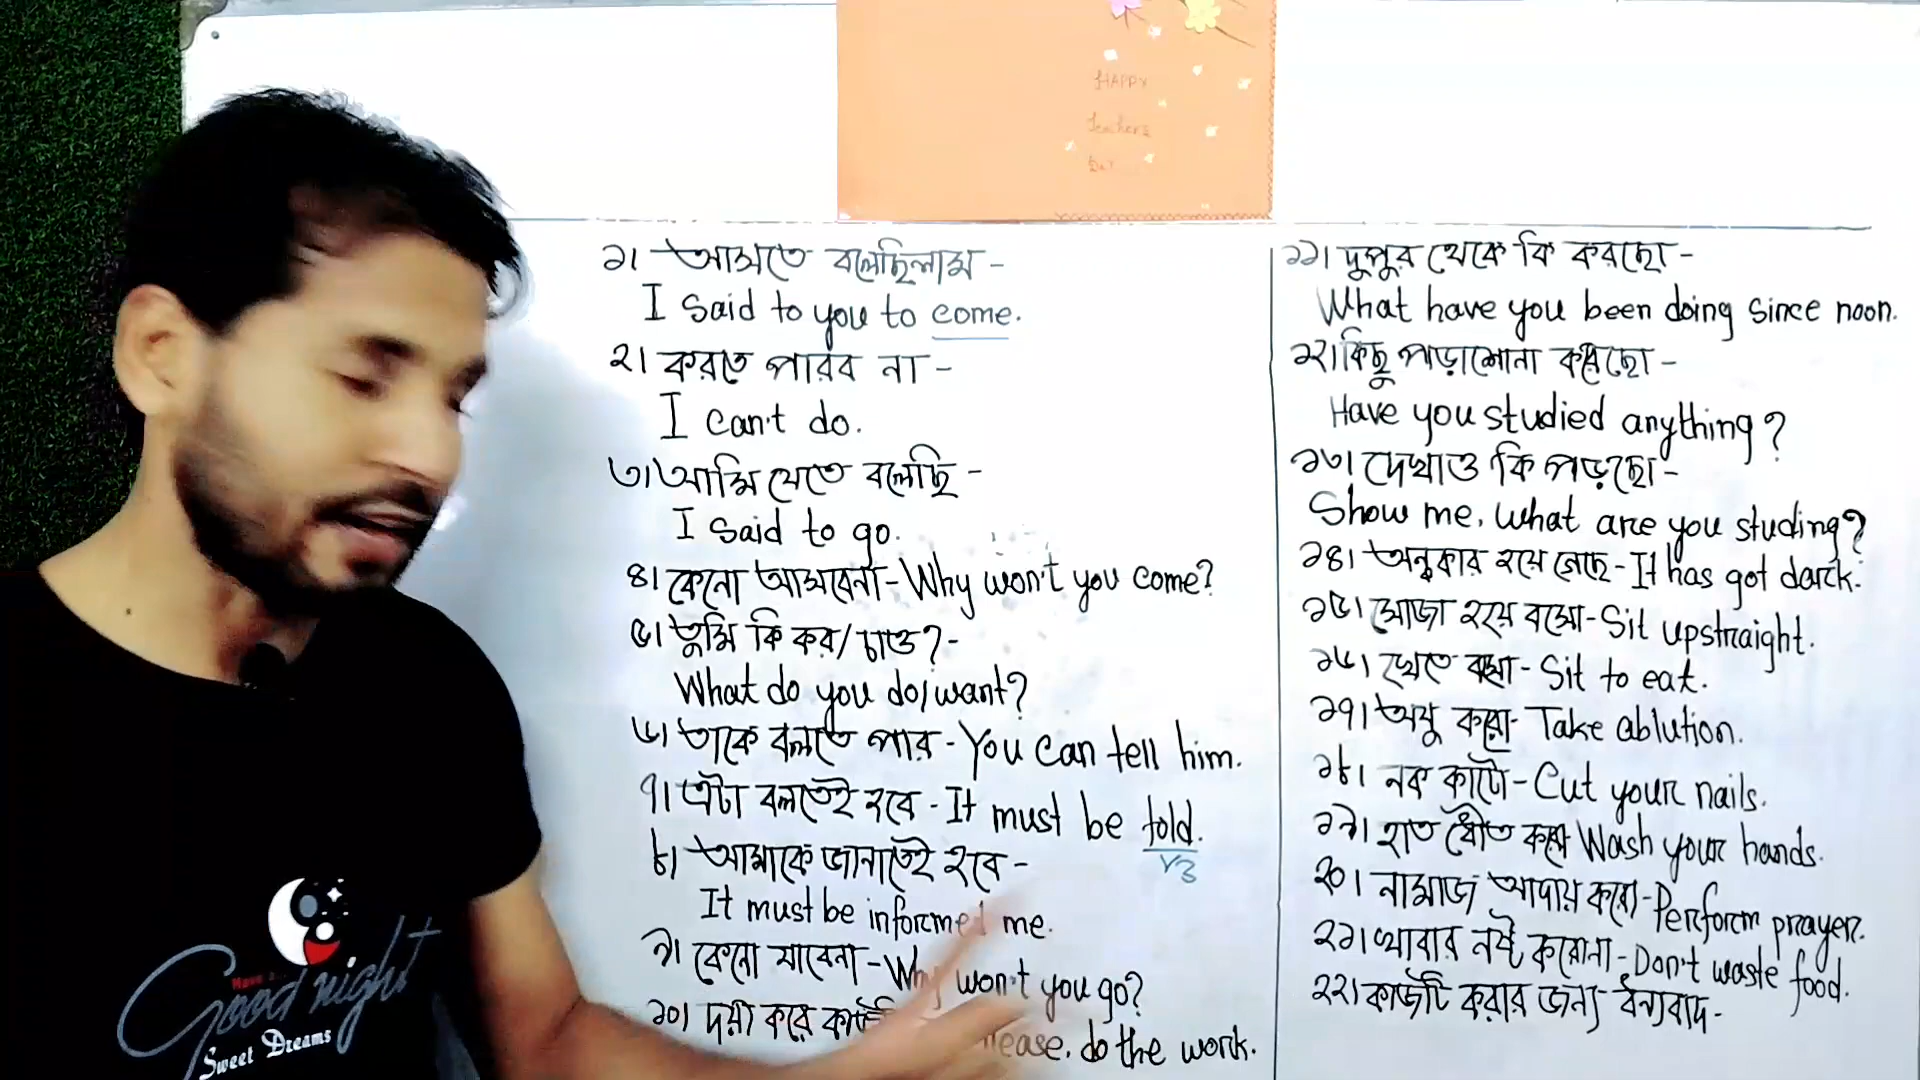 HAPPY
Teachers
Day
১। আসতে বলেছিলাম -
I said to you to come.
২। করতে পারব না -
I can't do.
৩। আমি যেতে বলেছি -
I said to go.
৪। কেনো আসবেনা - Why won't you come?
৫। তুমি কি কর/চাও? -
What do you do/want?
৬। তাকে বলতে পার - You can tell him.
৭। এটা বলতেই হবে - It must be told.
V3
৮। আমাকে জানাতেই হবে -
It must be informed me.
৯। কেনো যাবেনা - Why won't you go?
১০। দয়া করে do the work.
১১। দুপুর থেকে কি করছো -
What have you been doing since noon.
১২। কিছু পড়াশোনা করেছো -
Have you studied anything?
১৩। দেখাও কি পড়ছো -
Show me, what are you studing?
১৪। অন্ধকার হয়ে গেছে - It has got dark.
১৫। সোজা হয়ে বসো - Sit upstraight.
১৬। খেতে বসো - Sit to eat.
১৭। অযু করো - Take ablution.
১৮। নক কাটো - Cut your nails.
১৯। হাত ধৌত করো Wash your hands.
২০। নামাজ আদায় করো - Perform prayer.
২১। খাবার নষ্ট করোনা - Don't waste food.
২২। কাজটি করার জন্য ধন্যবাদ -
Have a
Good night
Sweet Dreams